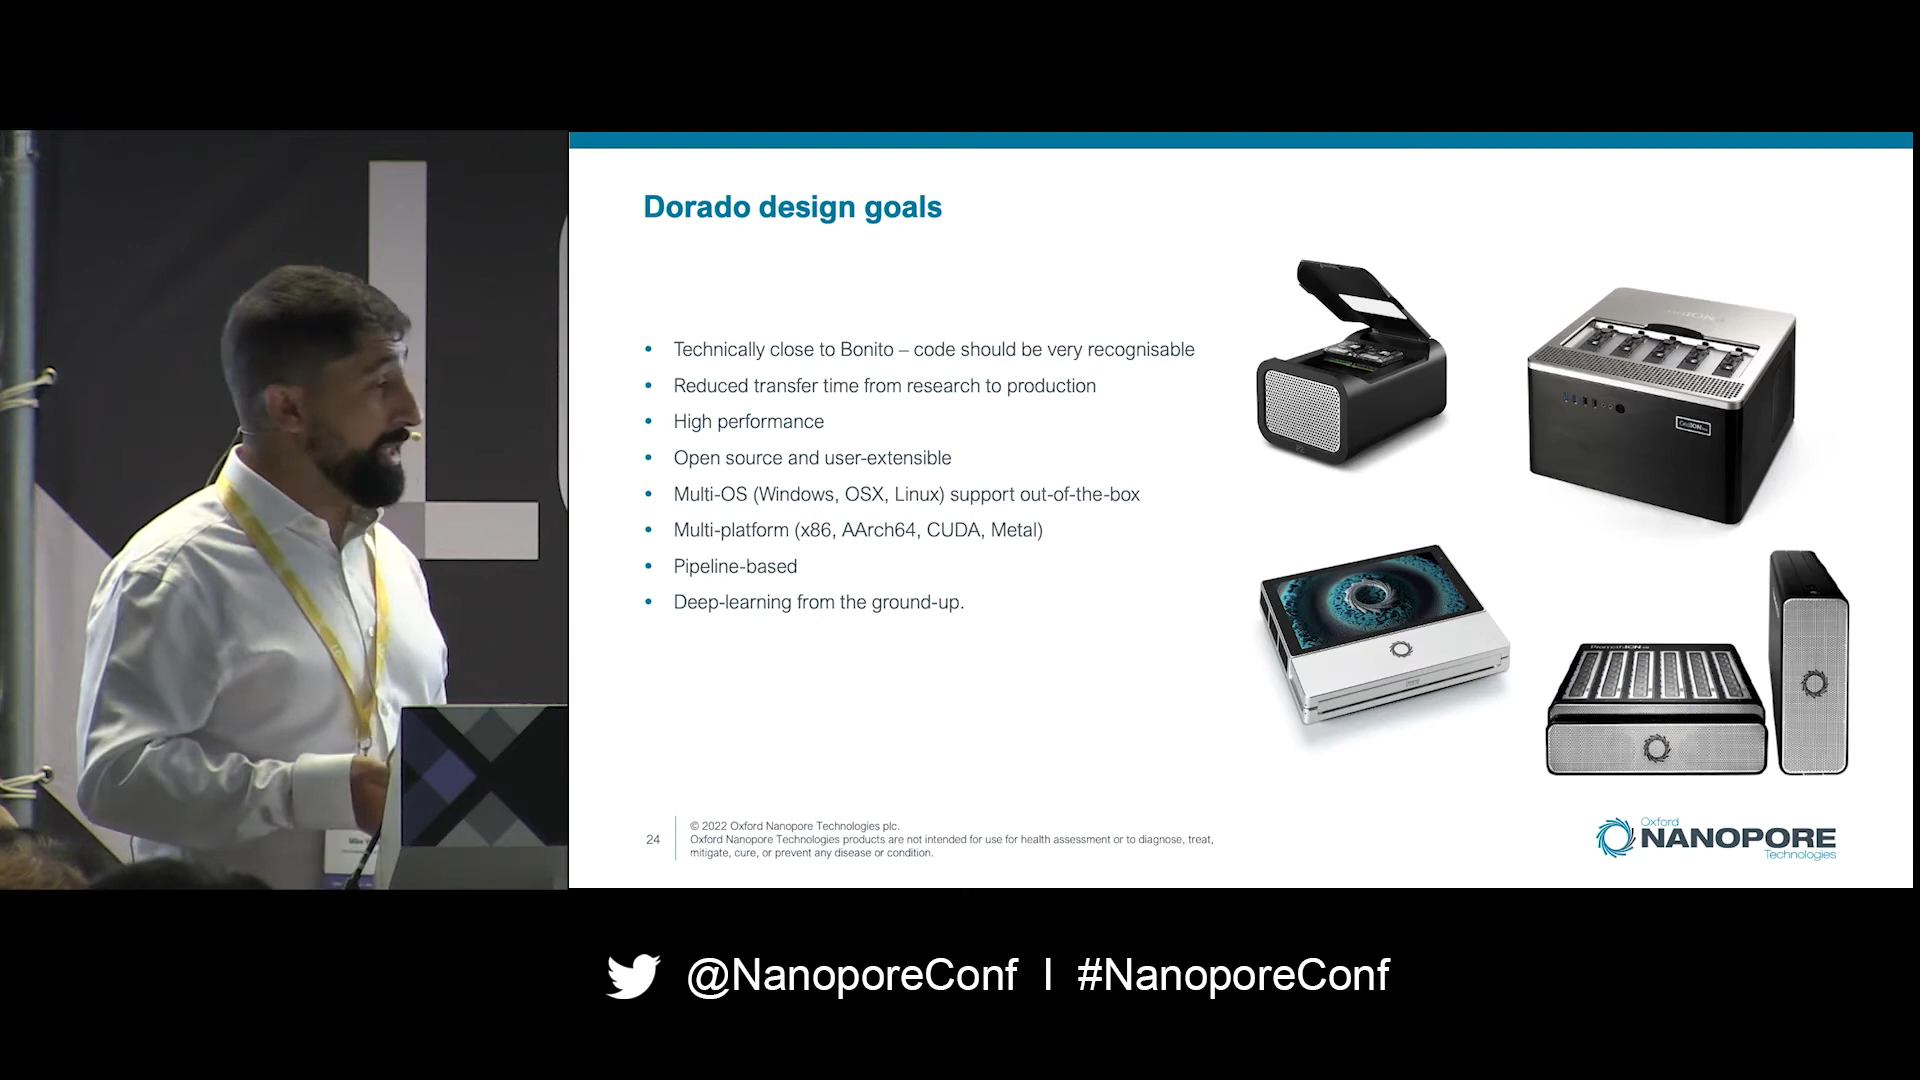 Dorado design goals
• Technically close to Bonito – code should be very recognisable
• Reduced transfer time from research to production
• High performance
• Open source and user-extensible
• Multi-OS (Windows, OSX, Linux) support out-of-the-box
• Multi-platform (x86, AArch64, CUDA, Metal)
• Pipeline-based
• Deep-learning from the ground-up.
24
© 2022 Oxford Nanopore Technologies plc.
Oxford Nanopore Technologies products are not intended for use for health assessment or to diagnose, treat,
mitigate, cure, or prevent any disease or condition.
Oxford
NANOPORE
Technologies
@NanoporeConf | #NanoporeConf